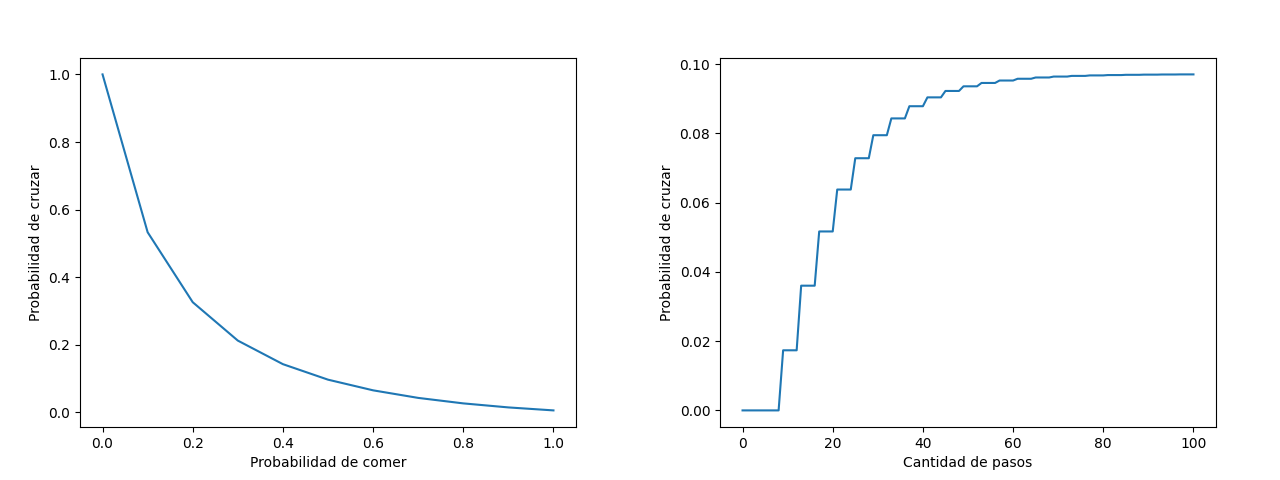 1.0
0.8
0.6
0.4
0.2
0.0
Probabilidad de cruzar
0.0 0.2 0.4 0.6 0.8 1.0
Probabilidad de comer
0.10
0.08
0.06
0.04
0.02
0.00
Probabilidad de cruzar
0 20 40 60 80 100
Cantidad de pasos